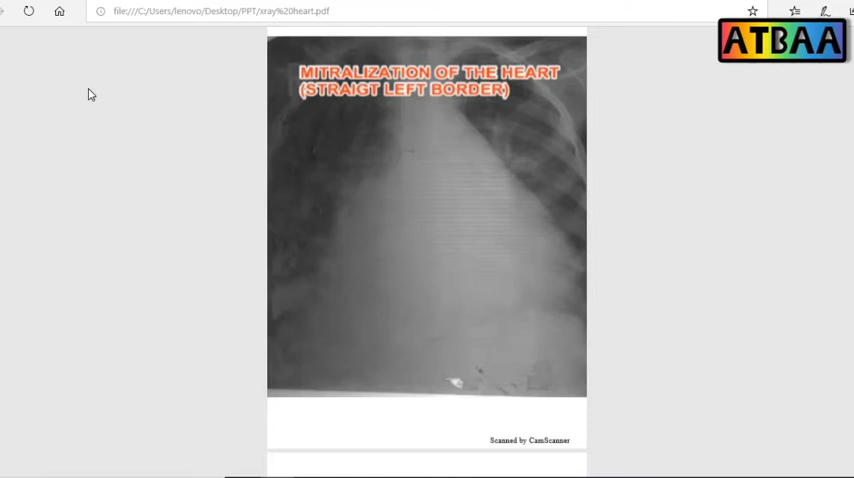 file:///C:/Users/lenovo/Desktop/PPT/xray%20heart.pdf
ATBAA
MITRALIZATION OF THE HEART
(STRAIGT LEFT BORDER)
Scanned by CamScanner